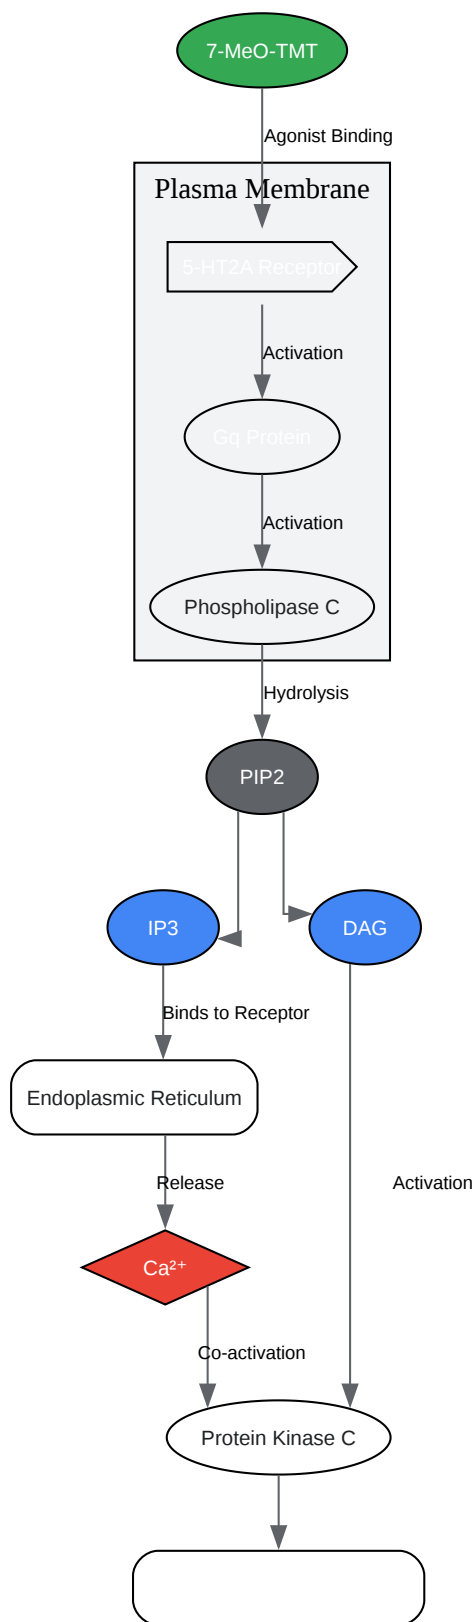 7-MeO-TMT
Agonist Binding
Plasma Membrane
5-HT2A Receptor
Activation
Gq Protein
Activation
Phospholipase C
Hydrolysis
PIP2
IP3
DAG
Binds to Receptor
Endoplasmic Reticulum
Release
Activation
Ca²⁺
Co-activation
Protein Kinase C